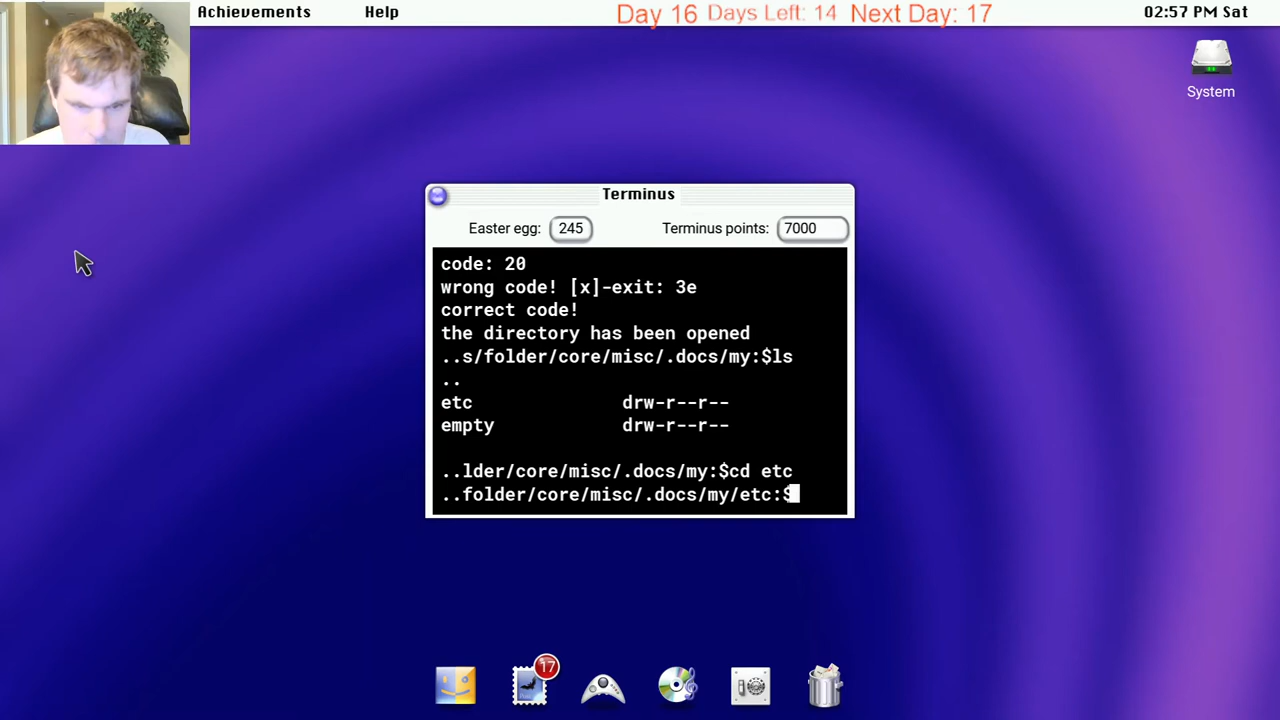 Achievements Help Day 16 Days Left: 14 Next Day: 17 02:57 PM Sat
System
Terminus
Easter egg: 245 Terminus points: 7000
code: 20
wrong code! [x]-exit: 3e
correct code!
the directory has been opened
..s/folder/core/misc/.docs/my:$ls
..
etc drw-r--r--
empty drw-r--r--
..lder/core/misc/.docs/my:$cd etc
..folder/core/misc/.docs/my/etc:$
17